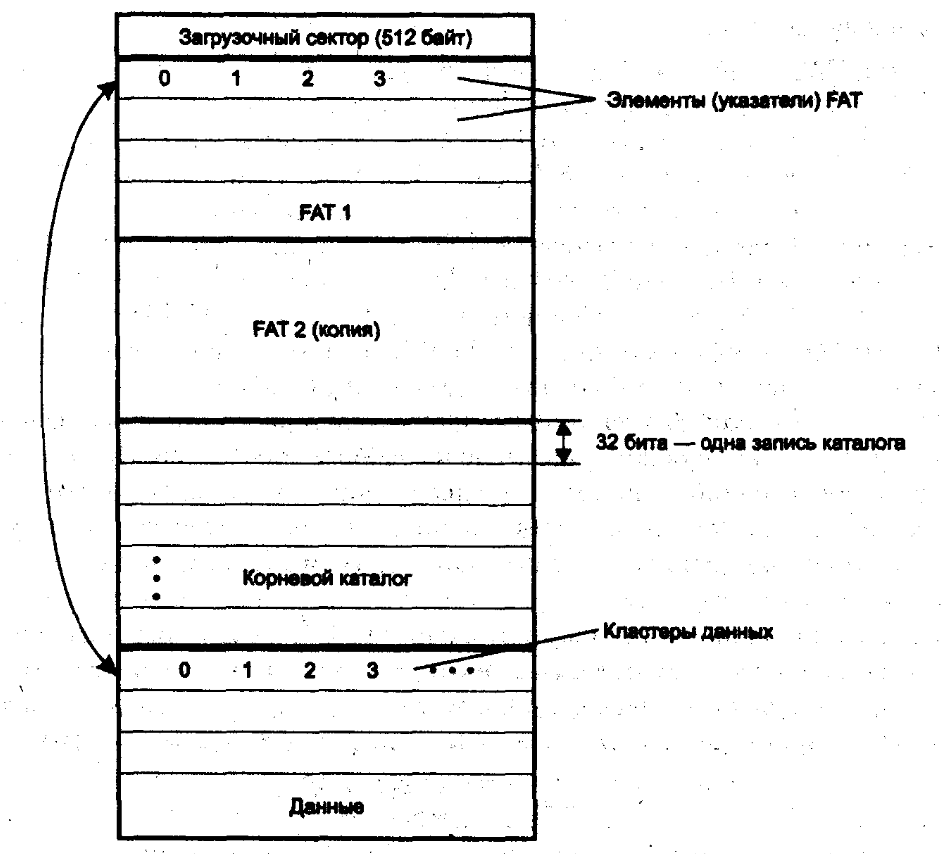 Загрузочный сектор (512 байт)
0 1 2 3
Элементы (указатели) FAT
FAT 1
FAT 2 (копия)
32 бита — одна запись каталога
Корневой каталог
Кластеры данных
0 1 2 3 • • •
Данные